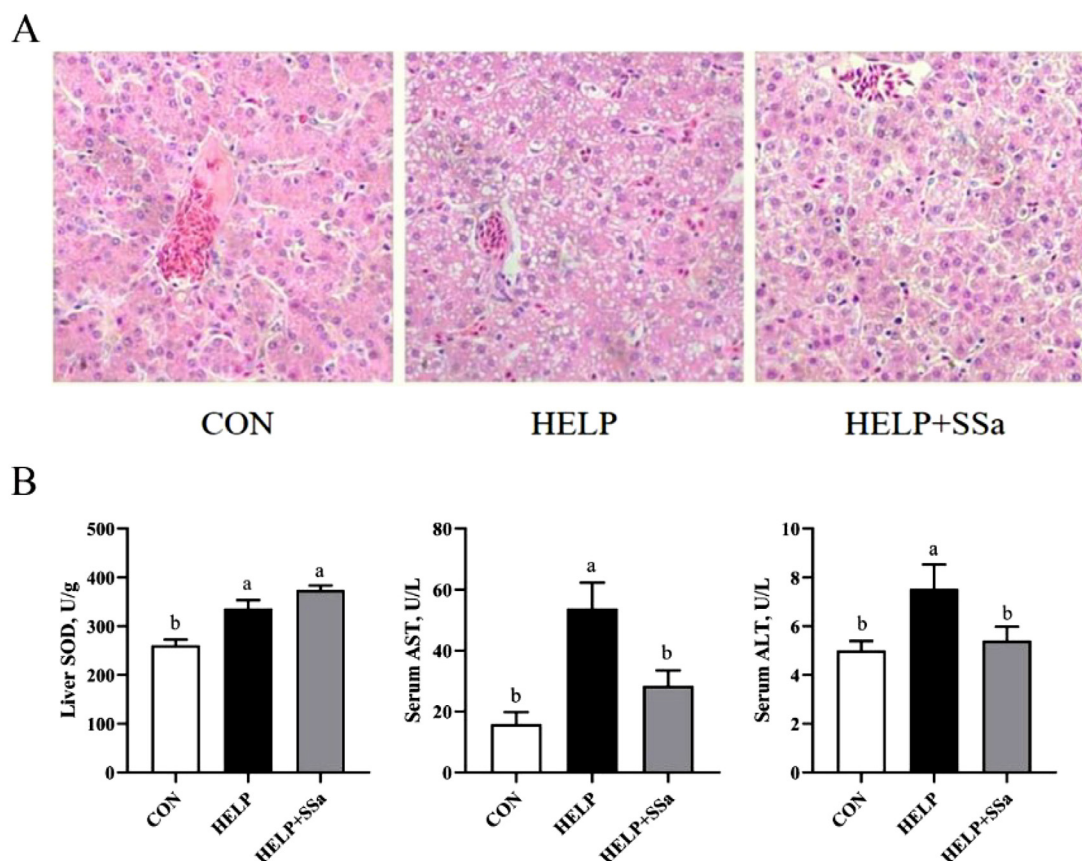 A
CON
HELP
HELP+SSa
B
Liver SOD, U/g
500
400
300
200
100
0
b
a
a
CON
HELP
HELP+SSa
Serum AST, U/L
80
60
40
20
0
b
a
b
CON
HELP
HELP+SSa
Serum ALT, U/L
10
8
6
4
2
0
b
a
b
CON
HELP
HELP+SSa